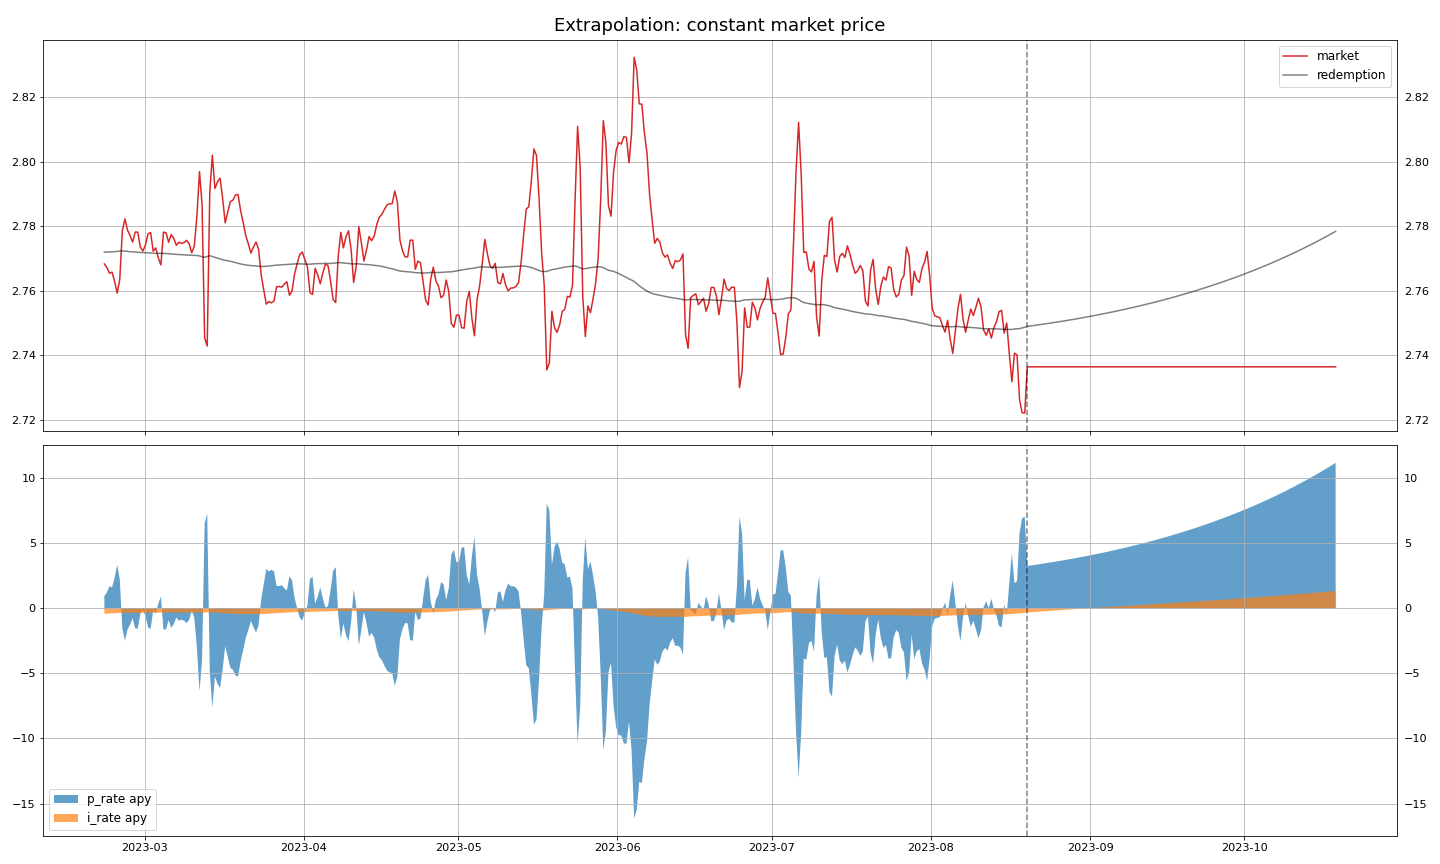 Extrapolation: constant market price
market
redemption
2.82 2.82
2.80 2.80
2.78 2.78
2.76 2.76
2.74 2.74
2.72 2.72
10 10
5 5
0 0
−5 −5
−10 −10
−15 −15
p_rate apy
i_rate apy
2023-03 2023-04 2023-05 2023-06 2023-07 2023-08 2023-09 2023-10